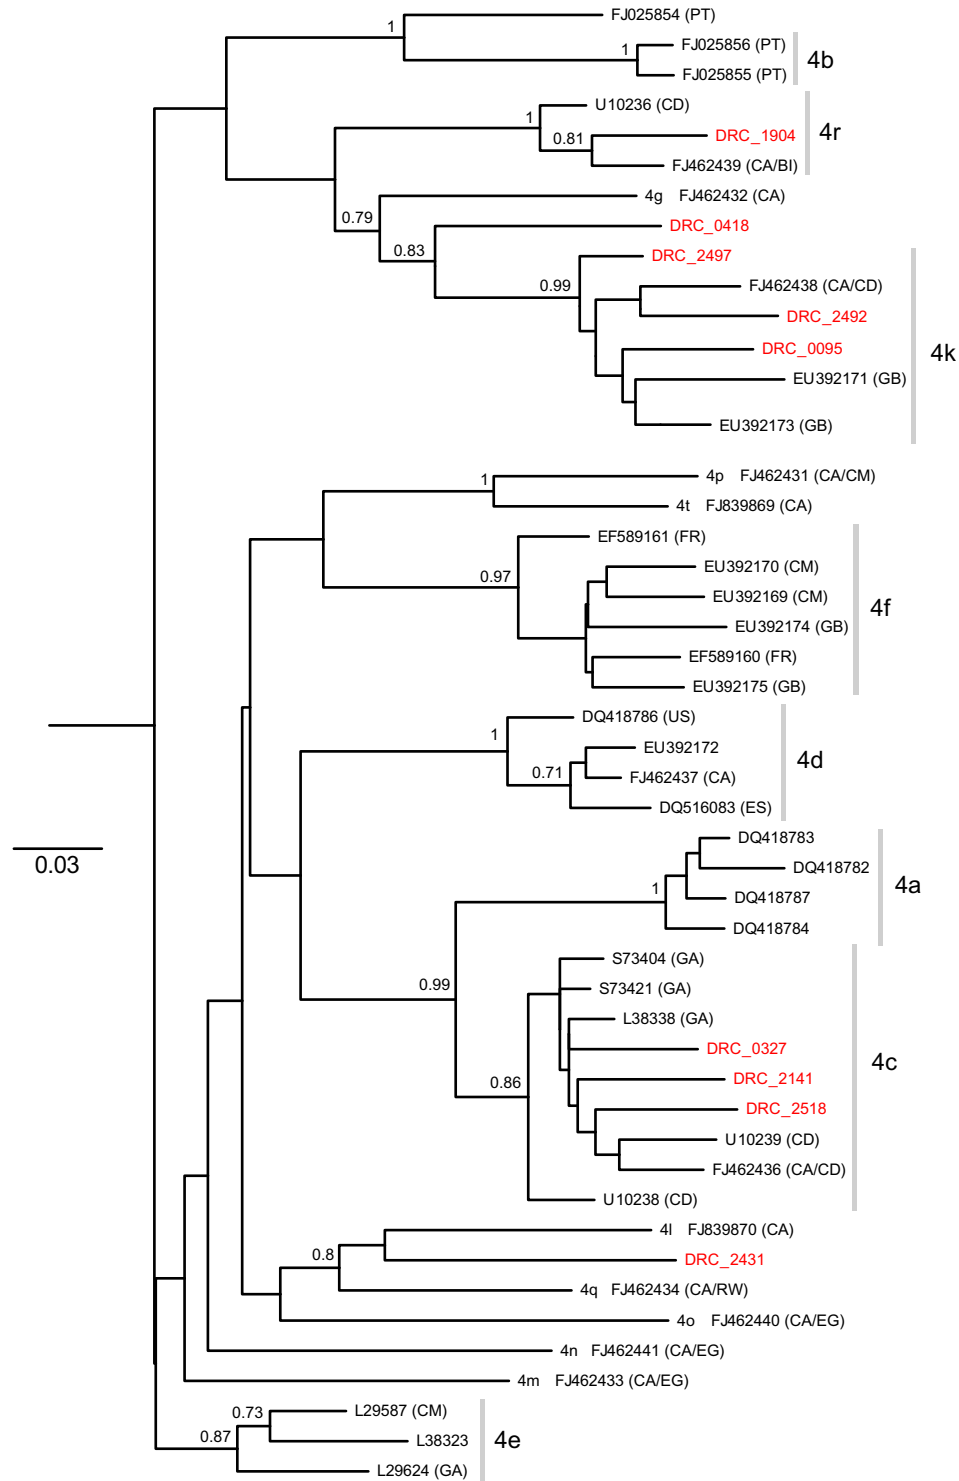 FJ025854 (PT)
1
FJ025856 (PT)
1
4b
FJ025855 (PT)
U10236 (CD)
1
DRC_1904
4r
0.81
FJ462439 (CA/BI)
4g FJ462432 (CA)
0.79
DRC_0418
0.83
DRC_2497
0.99
FJ462438 (CA/CD)
DRC_2492
DRC_0095
4k
EU392171 (GB)
EU392173 (GB)
4p FJ462431 (CA/CM)
1
4t FJ839869 (CA)
EF589161 (FR)
EU392170 (CM)
0.97
EU392169 (CM)
4f
EU392174 (GB)
EF589160 (FR)
EU392175 (GB)
DQ418786 (US)
1
EU392172
4d
0.71
FJ462437 (CA)
DQ516083 (ES)
DQ418783
0.03
DQ418782
4a
1
DQ418787
DQ418784
S73404 (GA)
0.99
S73421 (GA)
L38338 (GA)
DRC_0327
4c
0.86
DRC_2141
DRC_2518
U10239 (CD)
FJ462436 (CA/CD)
U10238 (CD)
4l FJ839870 (CA)
0.8
DRC_2431
4q FJ462434 (CA/RW)
4o FJ462440 (CA/EG)
4n FJ462441 (CA/EG)
4m FJ462433 (CA/EG)
L29587 (CM)
0.73
0.87
L38323
4e
L29624 (GA)